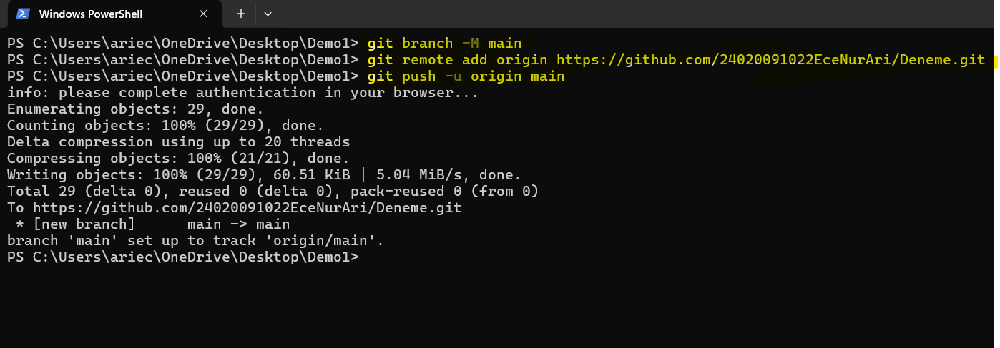 Windows PowerShell
PS C:\Users\ariec\OneDrive\Desktop\Demo1> git branch -M main
PS C:\Users\ariec\OneDrive\Desktop\Demo1> git remote add origin https://github.com/24020091022EceNurAri/Deneme.git
PS C:\Users\ariec\OneDrive\Desktop\Demo1> git push -u origin main
info: please complete authentication in your browser...
Enumerating objects: 29, done.
Counting objects: 100% (29/29), done.
Delta compression using up to 20 threads
Compressing objects: 100% (21/21), done.
Writing objects: 100% (29/29), 60.51 KiB | 5.04 MiB/s, done.
Total 29 (delta 0), reused 0 (delta 0), pack-reused 0 (from 0)
To https://github.com/24020091022EceNurAri/Deneme.git
 * [new branch]      main -> main
branch 'main' set up to track 'origin/main'.
PS C:\Users\ariec\OneDrive\Desktop\Demo1>